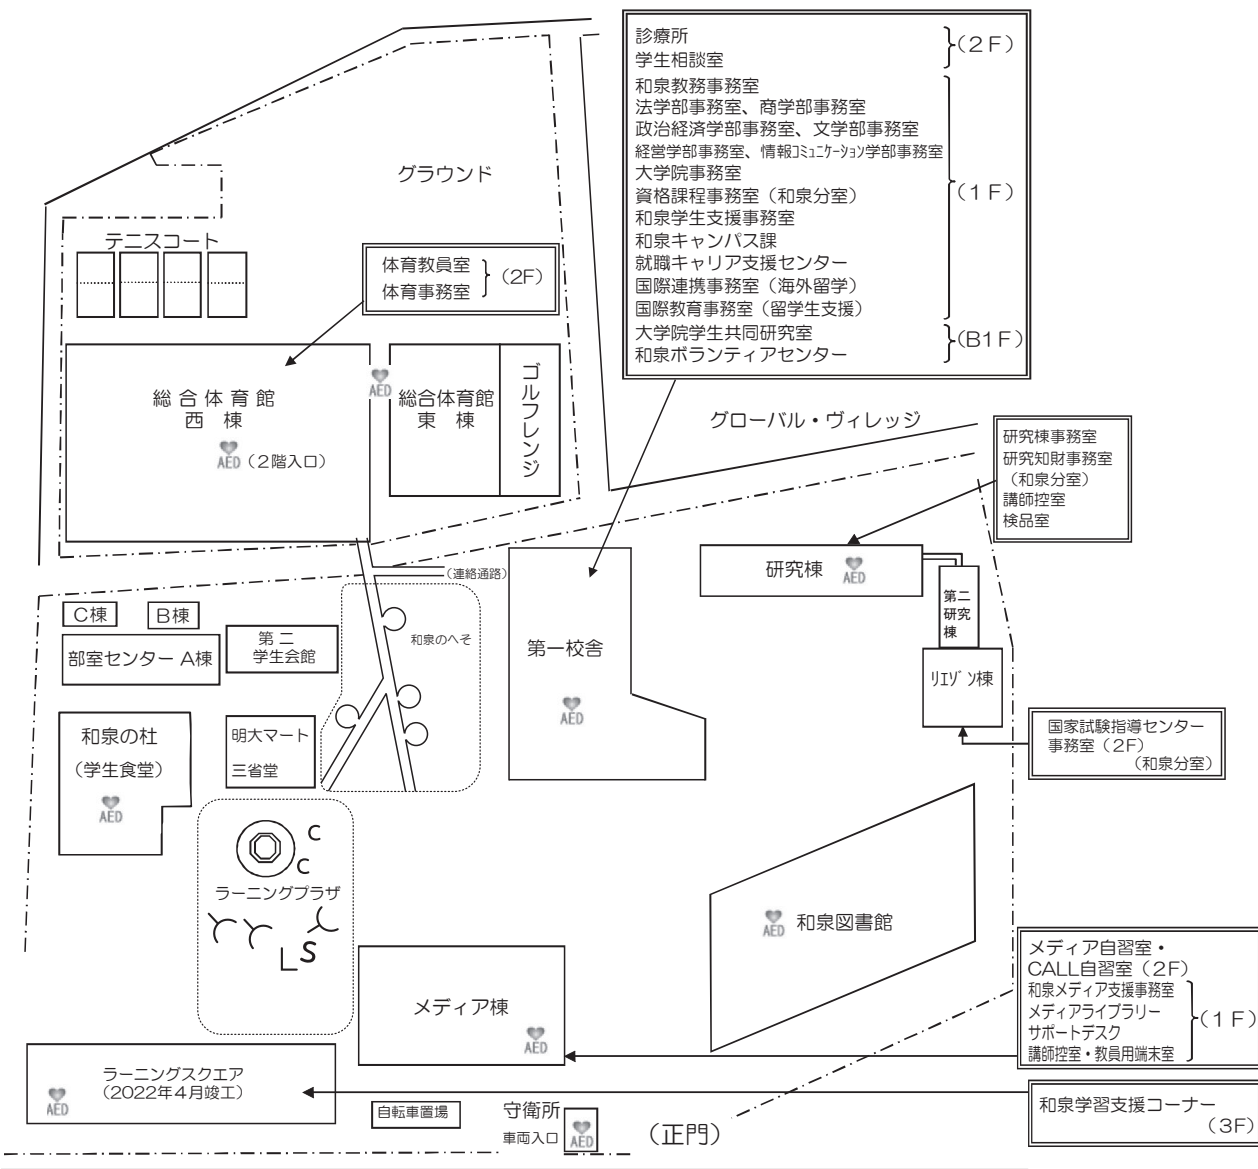 診療所
学生相談室
(2F)
和泉教務事務室
法学部事務室、商学部事務室
政治経済学部事務室、文学部事務室
経営学部事務室、情報コミュニケーション学部事務室
大学院事務室
資格課程事務室(和泉分室)
和泉学生支援事務室
和泉キャンパス課
就職キャリア支援センター
国際連携事務室(海外留学)
国際教育事務室(留学生支援)
(1F)
大学院学生共同研究室
和泉ボランティアセンター
(B1F)
グラウンド
テニスコート
体育教員室
体育事務室
(2F)
総合体育館
西棟
AED(2階入口)
AED
総合体育館
東棟
ゴルフレンジ
グローバル・ヴィレッジ
研究棟事務室
研究知財事務室
(和泉分室)
講師控室
検品室
研究棟
AED
第二
研究
棟
リエゾン棟
国家試験指導センター
事務室(2F)
(和泉分室)
(連絡通路)
和泉のへそ
第一校舎
AED
C棟
B棟
部室センター A棟
第二
学生会館
和泉の杜
(学生食堂)
AED
明大マート
三省堂
C
C
ラーニングプラザ
L S
AED
和泉図書館
メディア棟
AED
メディア自習室・
CALL自習室(2F)
和泉メディア支援事務室
メディアライブラリー
サポートデスク
講師控室・教員用端末室
(1F)
ラーニングスクエア
(2022年4月竣工)
AED
和泉学習支援コーナー
(3F)
自転車置場
守衛所
車両入口
AED
(正門)